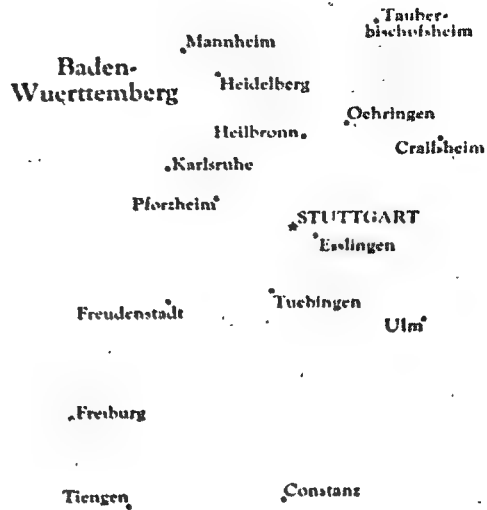 Tauber-
bischofsheim
Mannheim
Baden-
Wuerttemberg
Heidelberg
Oehringen
Heilbronn
Crailsheim
Karlsruhe
Pforzheim
STUTTGART
Esslingen
Tuebingen
Freudenstadt
Ulm
Freiburg
Tiengen
Constanz